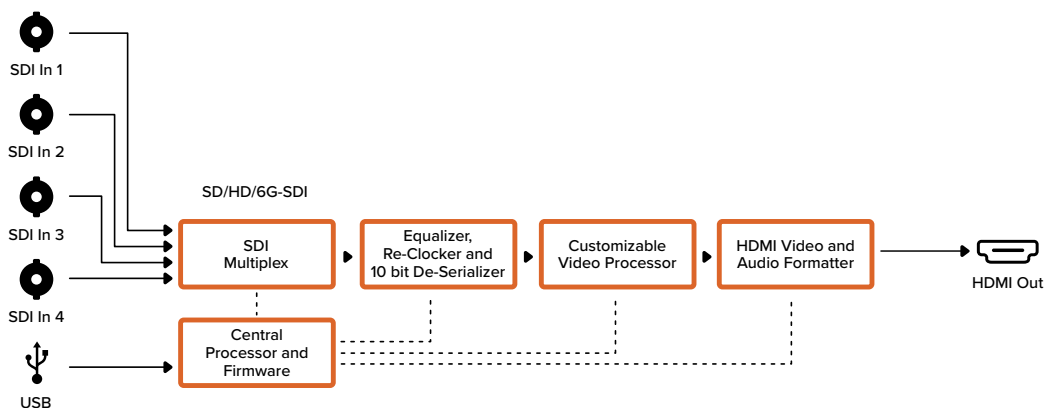 SDI In 1
SDI In 2
SDI In 3
SDI In 4
USB
SD/HD/6G-SDI
SDI
Multiplex
Equalizer,
Re-Clocker and
10 bit De-Serializer
Customizable
Video Processor
HDMI Video and
Audio Formatter
HDMI Out
Central
Processor and
Firmware